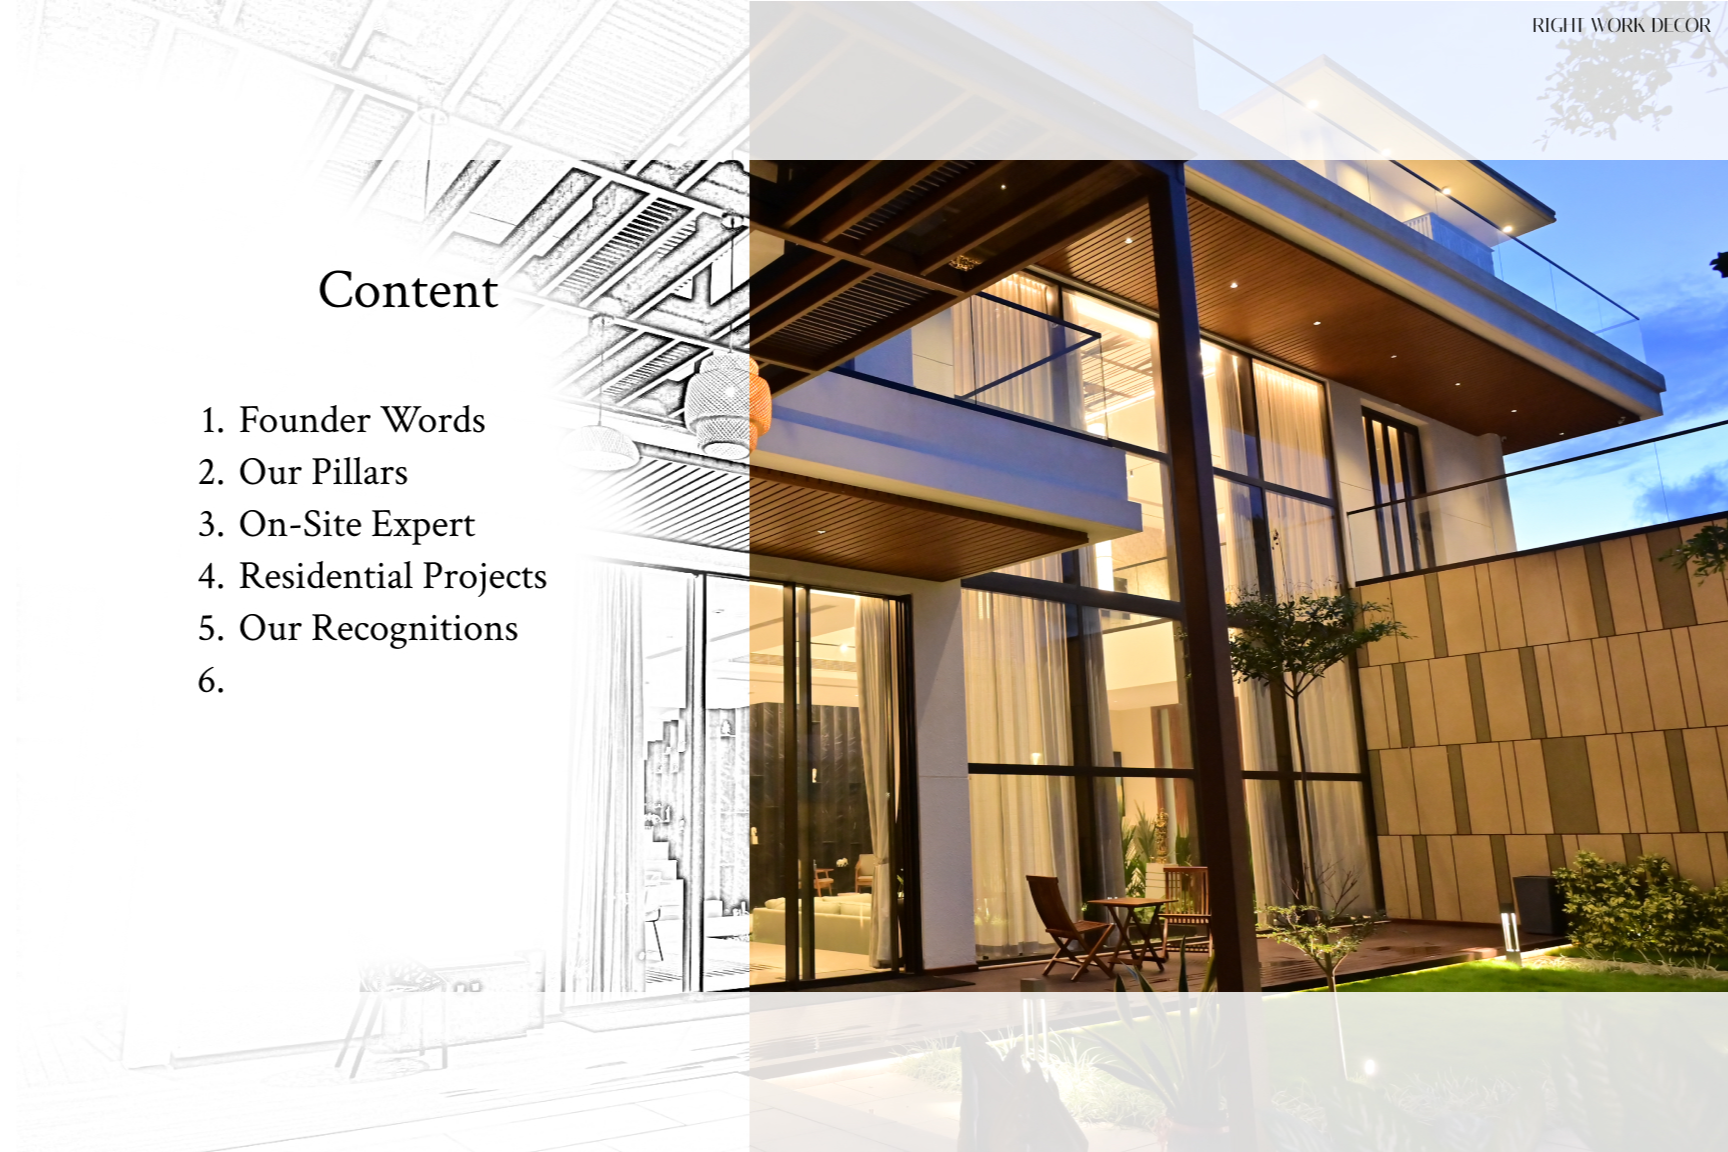 RIGHT WORK DECOR
Content
1. Founder Words
2. Our Pillars
3. On-Site Expert
4. Residential Projects
5. Our Recognitions
6.